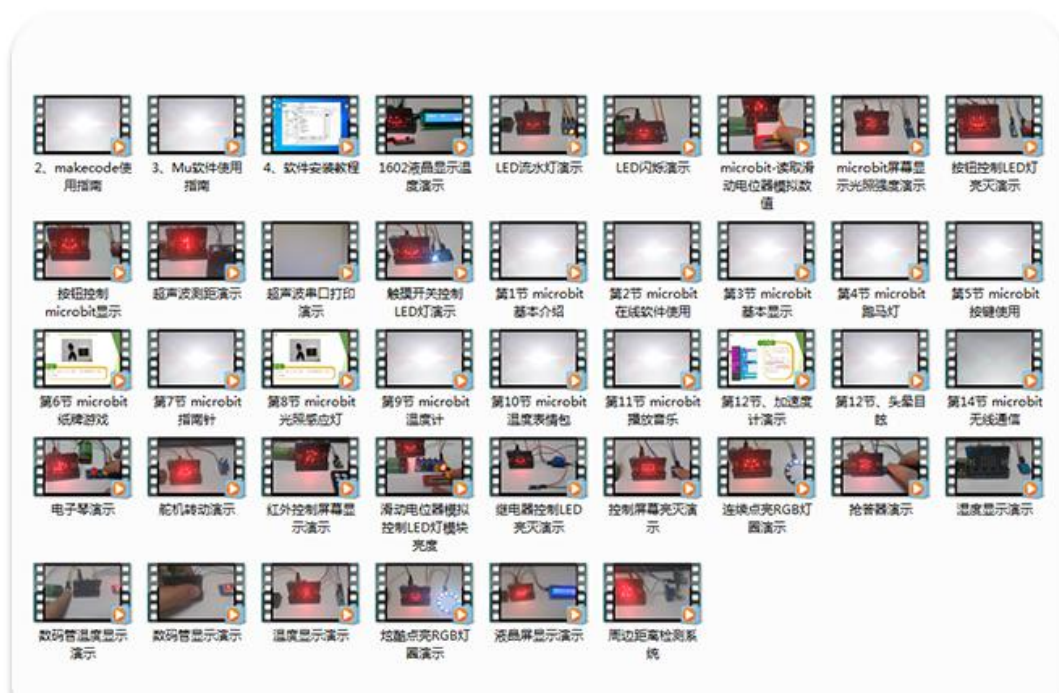 2、makecode使
用指南
3、Mu软件使用
指南
4、软件安装教程
1602液晶显示温
度演示
LED流水灯演示
LED闪烁演示
microbit-读取滑
动电位器模拟数
值
microbit屏幕显
示光照强度演示
按钮控制LED灯
亮灭演示
按钮控制
microbit显示
超声波测距演示
超声波串口打印
演示
触摸开关控制
LED灯演示
第1节 microbit
基本介绍
第2节 microbit
在线软件使用
第3节 microbit
基本显示
第4节 microbit
跑马灯
第5节 microbit
按键使用
第6节 microbit
纸牌游戏
第7节 microbit
指南针
第8节 microbit
光照感应灯
第9节 microbit
温度计
第10节 microbit
温度表情包
第11节 microbit
播放音乐
第12节、加速度
计演示
第12节、头晕目
眩
第14节 microbit
无线通信
电子琴演示
舵机转动演示
红外控制屏幕显
示演示
滑动电位器模拟
控制LED灯模块
亮度
继电器控制LED
亮灭演示
控制屏幕亮灭演
示
连续点亮RGB灯
圆演示
抢答器演示
湿度显示演示
数码管温度显示
演示
数码管显示演示
温度显示演示
炫酷点亮RGB灯
圆演示
液晶屏显示演示
周边距离检测系
统